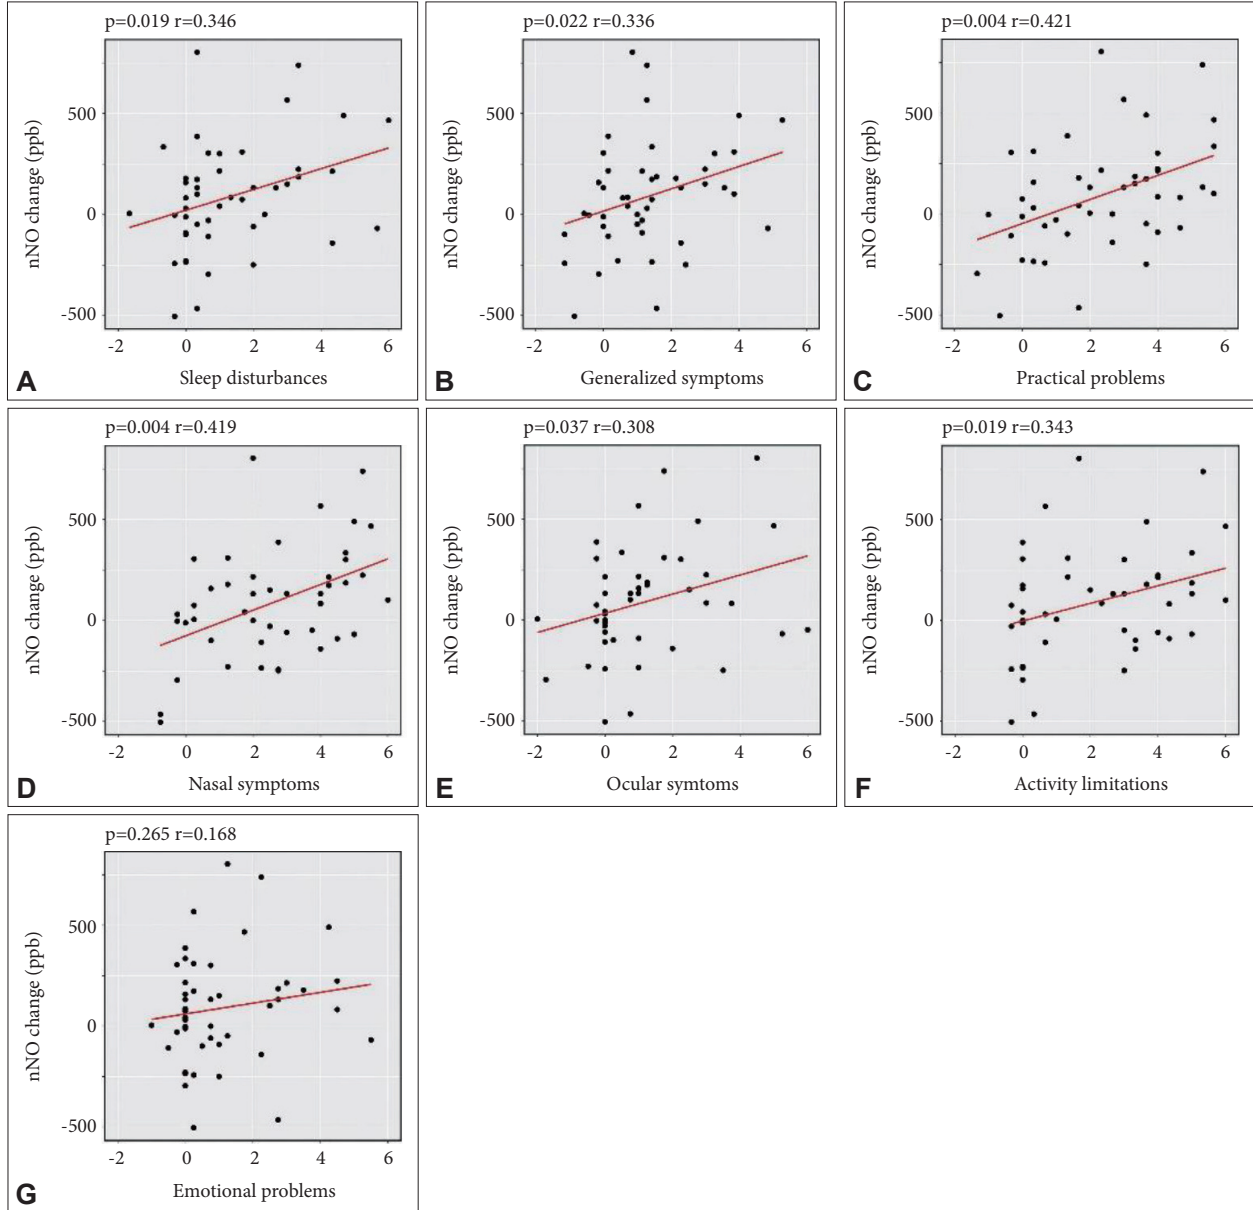 p=0.019 r=0.346
nNO change (ppb)
500
0
-500
-2 0 2 4 6
Sleep disturbances
A
p=0.022 r=0.336
nNO change (ppb)
500
0
-500
-2 0 2 4 6
Generalized symptoms
B
p=0.004 r=0.421
nNO change (ppb)
500
0
-500
-2 0 2 4 6
Practical problems
C
p=0.004 r=0.419
nNO change (ppb)
500
0
-500
-2 0 2 4 6
Nasal symptoms
D
p=0.037 r=0.308
nNO change (ppb)
500
0
-500
-2 0 2 4 6
Ocular symtoms
E
p=0.019 r=0.343
nNO change (ppb)
500
0
-500
-2 0 2 4 6
Activity limitations
F
p=0.265 r=0.168
nNO change (ppb)
500
0
-500
-2 0 2 4 6
Emotional problems
G